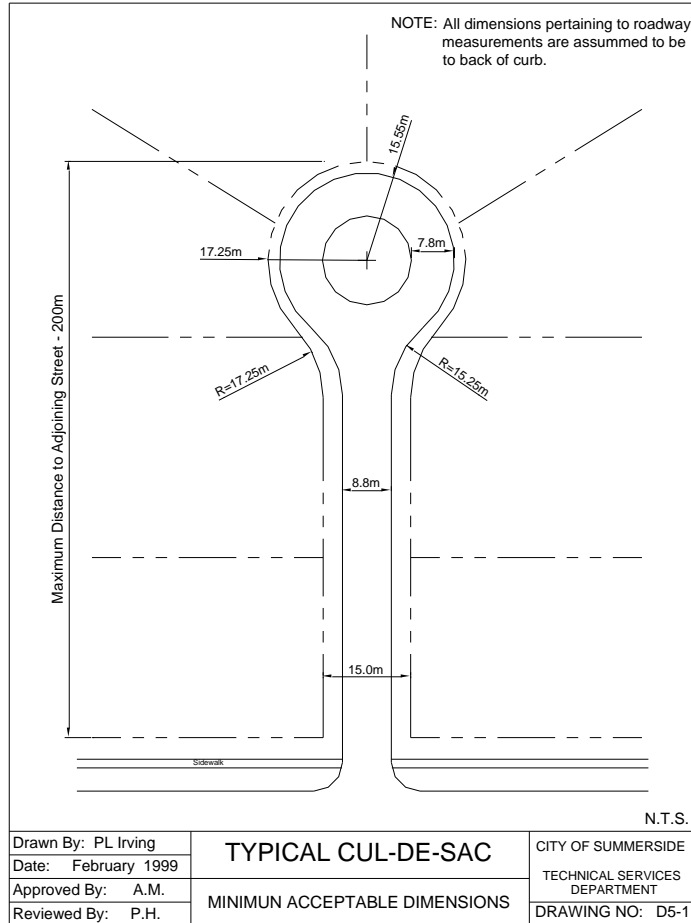 NOTE: All dimensions pertaining to roadway
measurements are assummed to be
to back of curb.
15.55m
17.25m
7.8m
R=17.25m
R=15.25m
Maximum Distance to Adjoining Street - 200m
8.8m
15.0m
Sidewalk
N.T.S.
Drawn By: PL Irving
Date: February 1999
Approved By: A.M.
Reviewed By: P.H.
TYPICAL CUL-DE-SAC
MINIMUN ACCEPTABLE DIMENSIONS
CITY OF SUMMERSIDE
TECHNICAL SERVICES
DEPARTMENT
DRAWING NO: D5-1